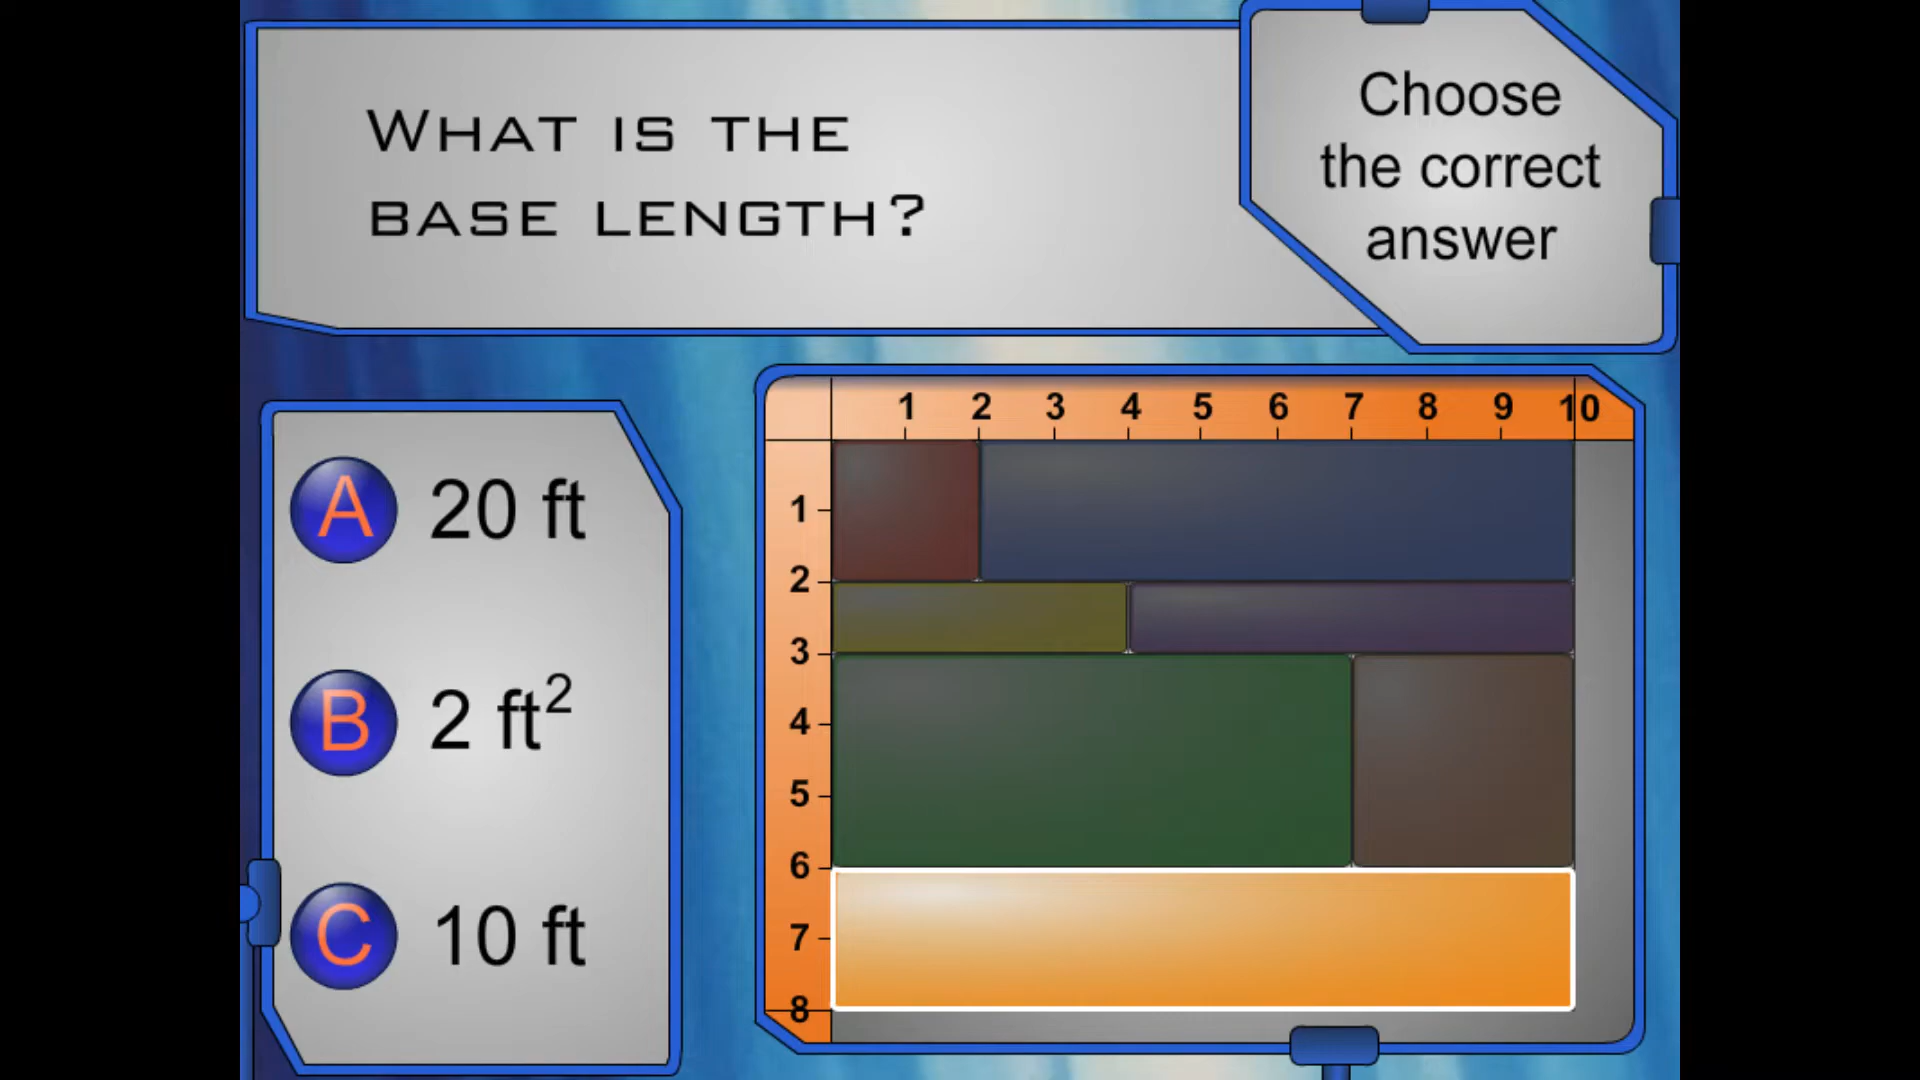 WHAT IS THE
BASE LENGTH?
Choose
the correct
answer
A 20 ft
B 2 ft²
C 10 ft
1 2 3 4 5 6 7 8 9 10
1
2
3
4
5
6
7
8